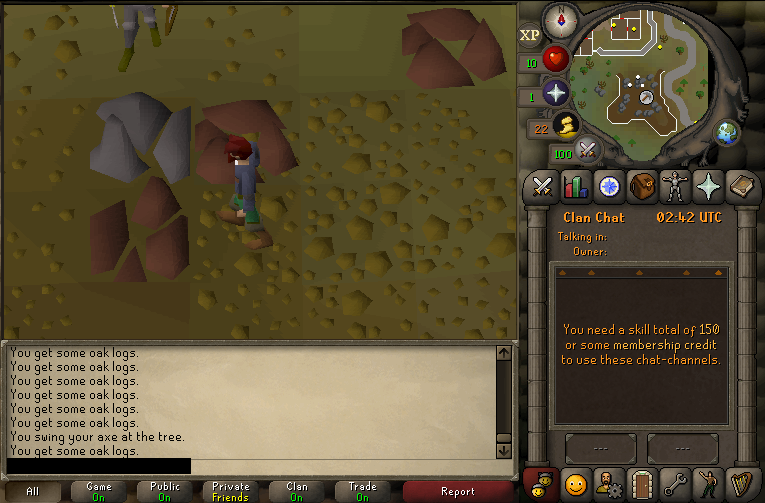 N
XP
10
1
22
100
Clan Chat 02:42 UTC
Talking in:
Owner:
You need a skill total of 150
or some membership credit
to use these chat-channels.
--- ---
You get some oak logs.
You get some oak logs.
You get some oak logs.
You get some oak logs.
You get some oak logs.
You get some oak logs.
You swing your axe at the tree.
You get some oak logs.
All
Game
On
Public
On
Private
Friends
Clan
On
Trade
On
Report